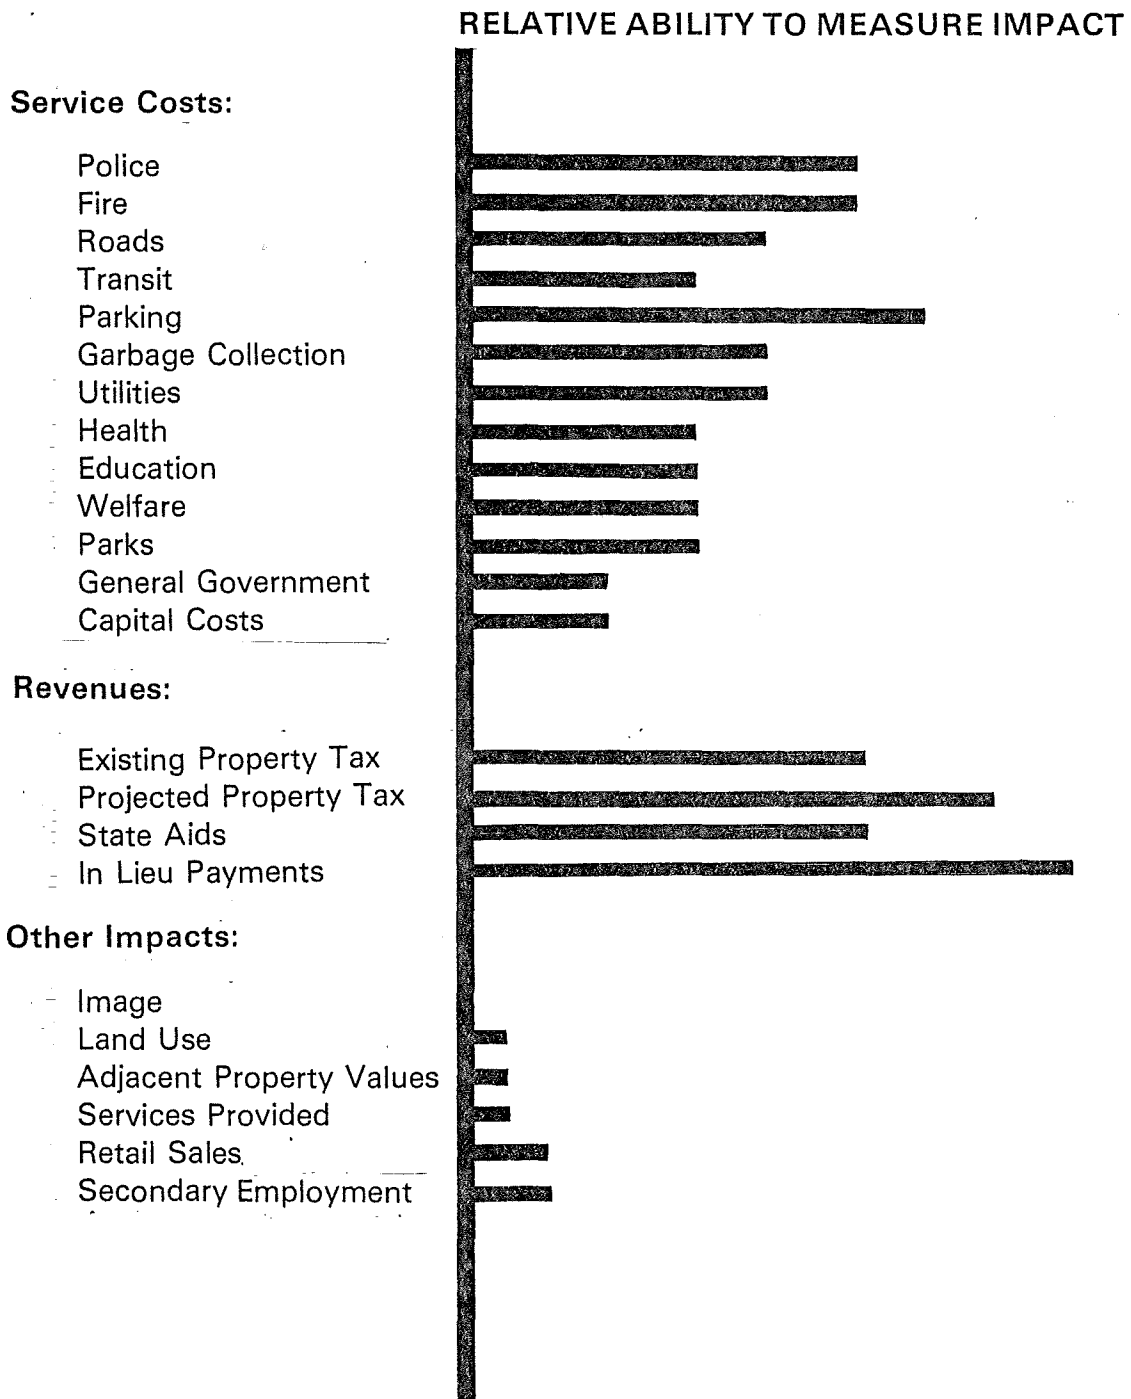 RELATIVE ABILITY TO MEASURE IMPACT
Service Costs:
Police
Fire
Roads
Transit
Parking
Garbage Collection
Utilities
Health
Education
Welfare
Parks
General Government
Capital Costs
Revenues:
Existing Property Tax
Projected Property Tax
State Aids
In Lieu Payments
Other Impacts:
Image
Land Use
Adjacent Property Values
Services Provided
Retail Sales
Secondary Employment